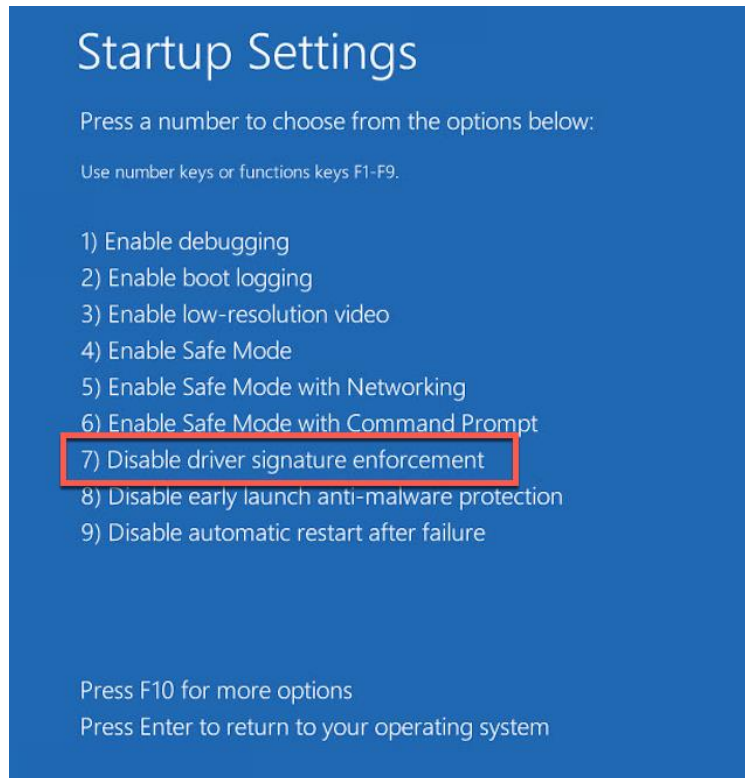 Startup Settings
Press a number to choose from the options below:
Use number keys or functions keys F1-F9.
1) Enable debugging
2) Enable boot logging
3) Enable low-resolution video
4) Enable Safe Mode
5) Enable Safe Mode with Networking
6) Enable Safe Mode with Command Prompt
7) Disable driver signature enforcement
8) Disable early launch anti-malware protection
9) Disable automatic restart after failure
Press F10 for more options
Press Enter to return to your operating system